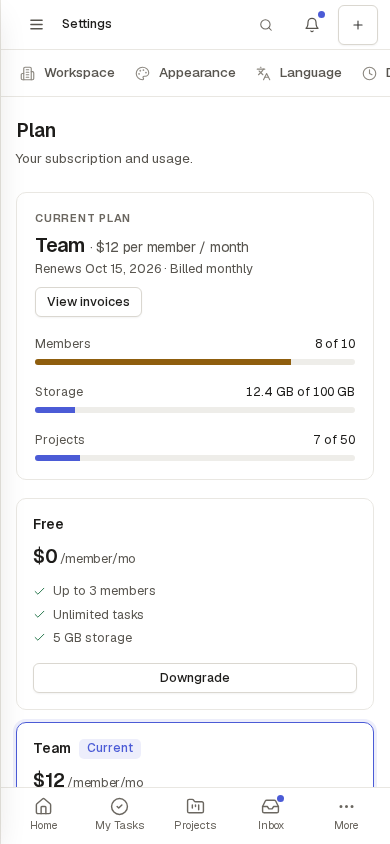 Settings
Workspace Appearance Language
Plan
Your subscription and usage.
CURRENT PLAN
Team · $12 per member / month
Renews Oct 15, 2026 · Billed monthly
View invoices
Members 8 of 10
Storage 12.4 GB of 100 GB
Projects 7 of 50
Free
$0 /member/mo
Up to 3 members
Unlimited tasks
5 GB storage
Downgrade
Team Current
$12 /member/mo
Home My Tasks Projects Inbox More